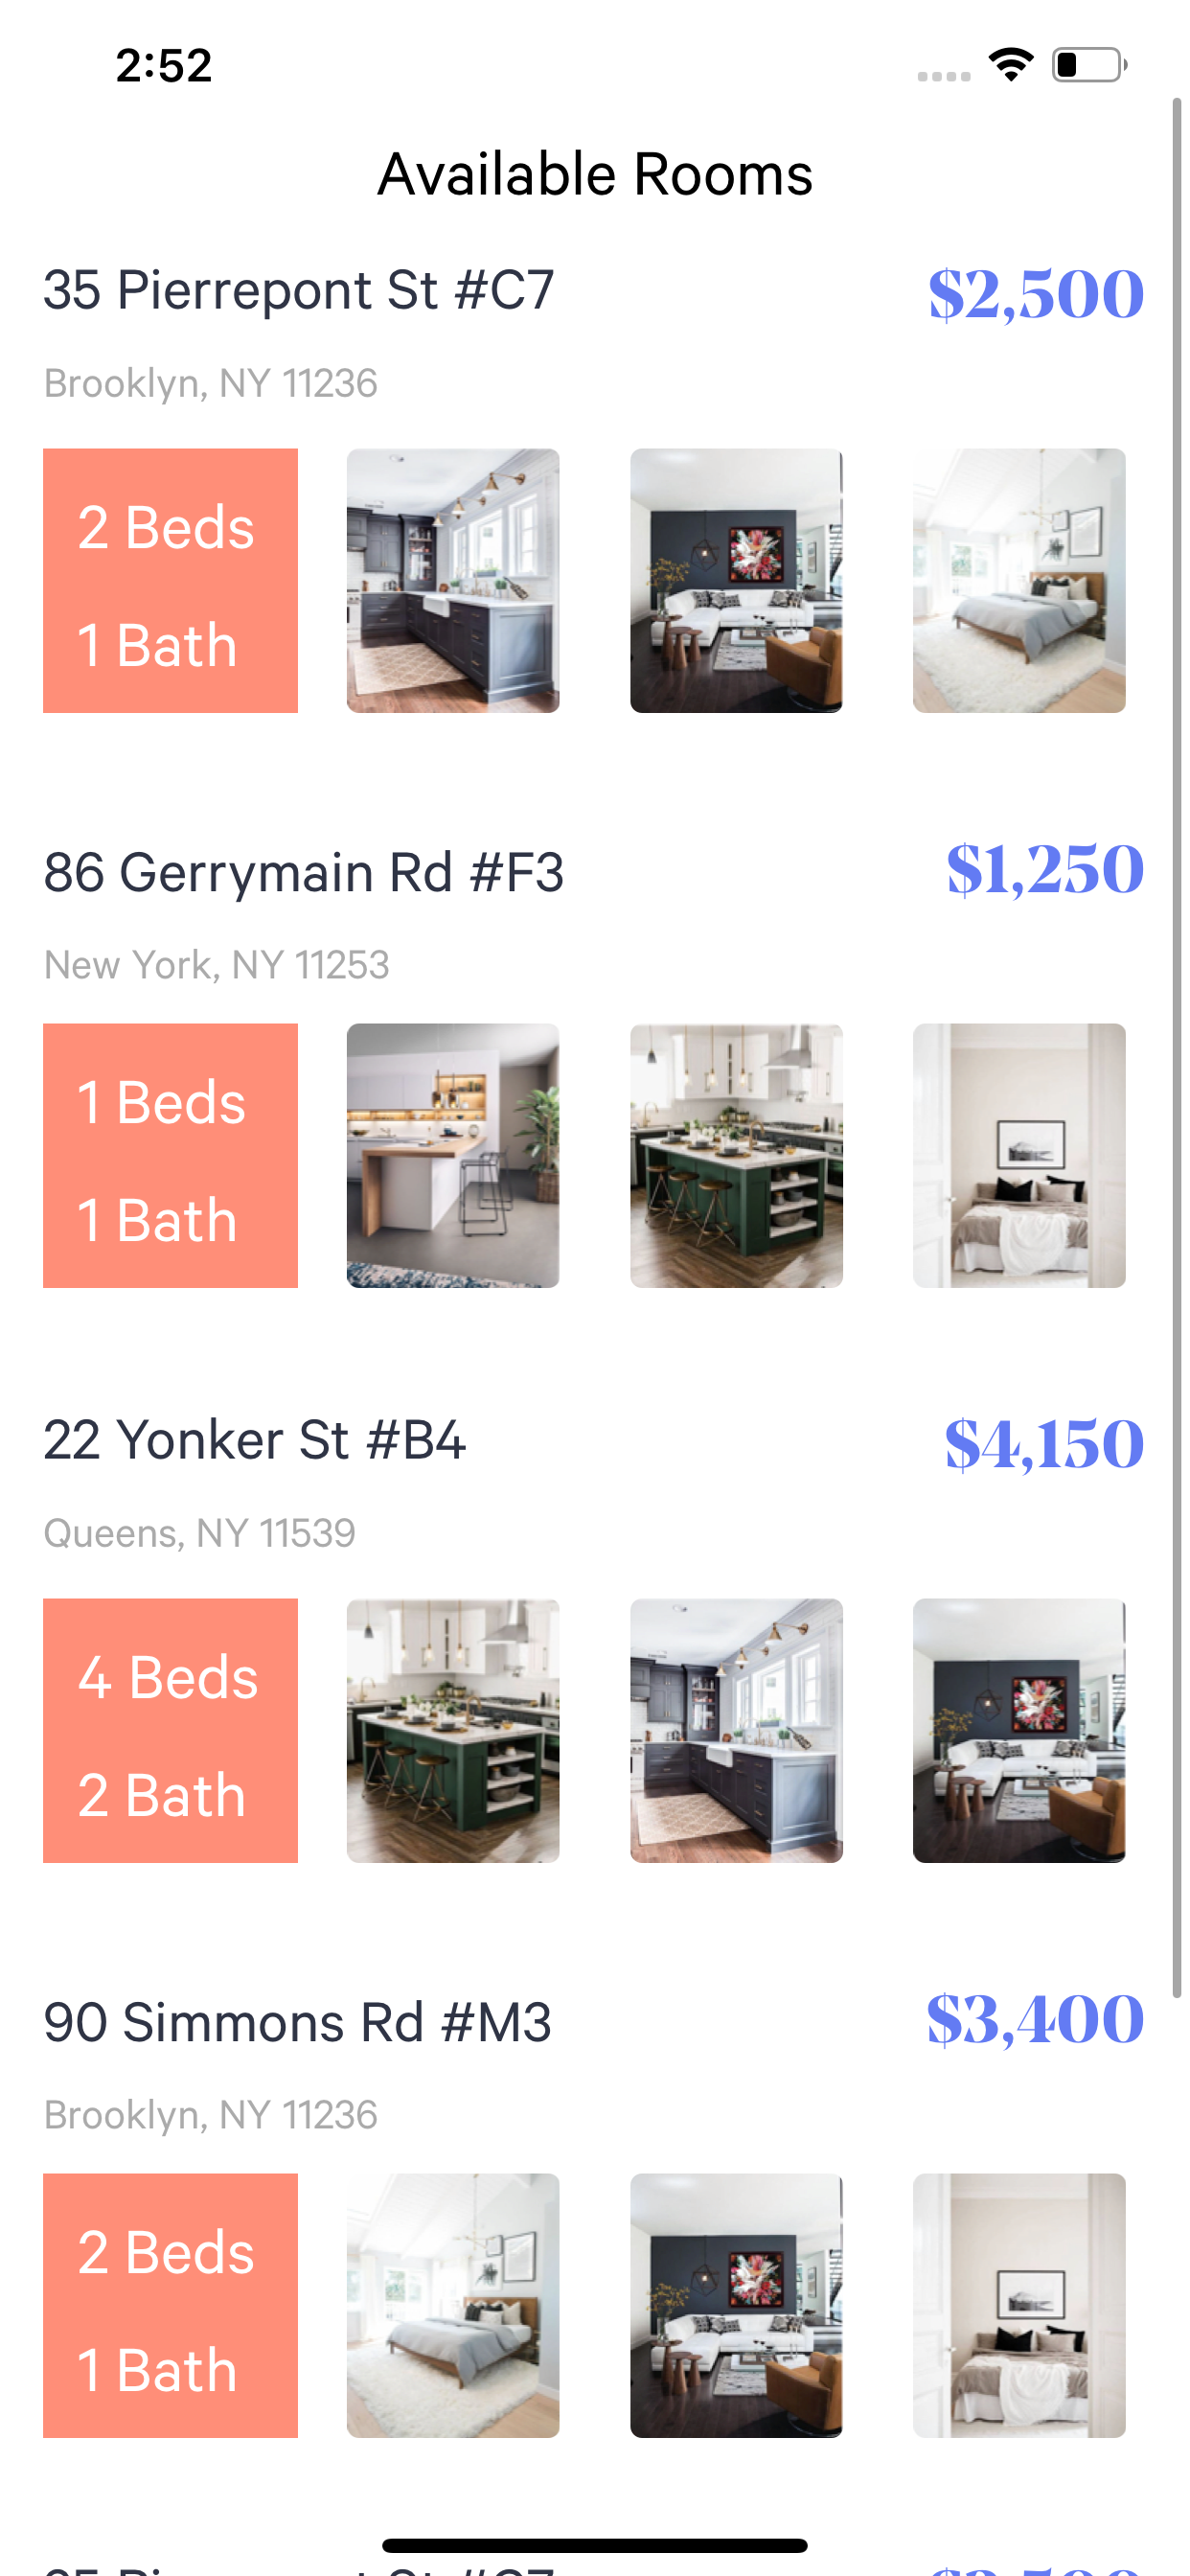 2:52
Available Rooms
35 Pierrepont St #C7
$2,500
Brooklyn, NY 11236
2 Beds
1 Bath
86 Gerrymain Rd #F3
$1,250
New York, NY 11253
1 Beds
1 Bath
22 Yonker St #B4
$4,150
Queens, NY 11539
4 Beds
2 Bath
90 Simmons Rd #M3
$3,400
Brooklyn, NY 11236
2 Beds
1 Bath